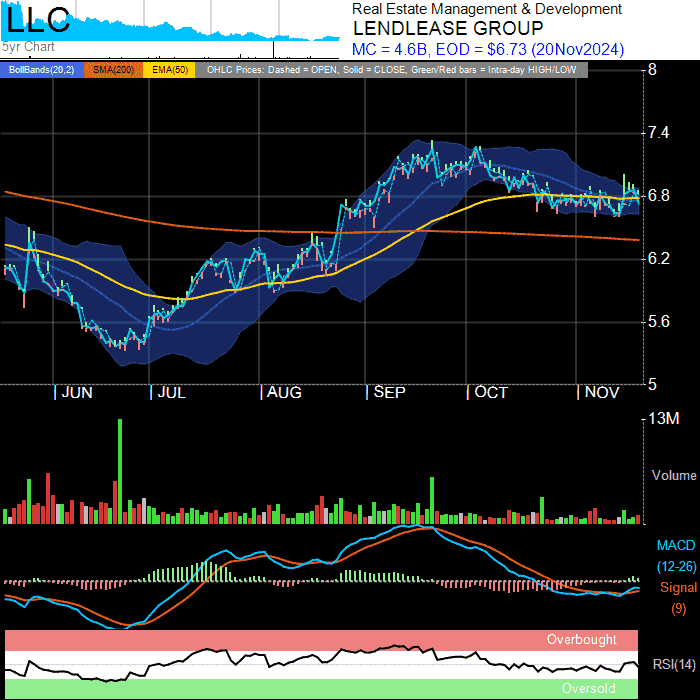 LLC
5yr Chart
Real Estate Management & Development
LENDLEASE GROUP
MC = 4.6B, EOD = $6.73 (20Nov2024)
BollBands(20,2) SMA(200) EMA(50) OHLC Prices: Dashed = OPEN, Solid = CLOSE, Green/Red bars = Intra-day HIGH/LOW
8
7.4
6.8
6.2
5.6
5
| JUN | JUL | AUG | SEP | OCT | NOV
13M
Volume
MACD
(12-26)
Signal
(9)
Overbought
RSI(14)
Oversold